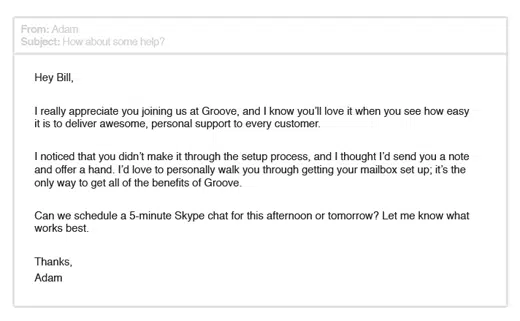 From: Adam
Subject: How about some help?
Hey Bill,
I really appreciate you joining us at Groove, and I know you'll love it when you see how easy
it is to deliver awesome, personal support to every customer.
I noticed that you didn't make it through the setup process, and I thought I'd send you a note
and offer a hand. I'd love to personally walk you through getting your mailbox set up; it's the
only way to get all of the benefits of Groove.
Can we schedule a 5-minute Skype chat for this afternoon or tomorrow? Let me know what
works best.
Thanks,
Adam